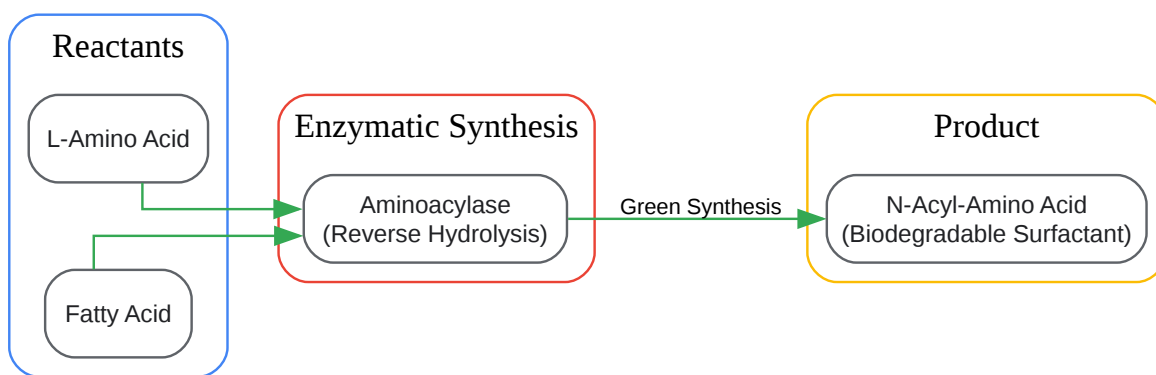 Reactants
L-Amino Acid
Fatty Acid
Enzymatic Synthesis
Aminoacylase
(Reverse Hydrolysis)
Green Synthesis
Product
N-Acyl-Amino Acid
(Biodegradable Surfactant)